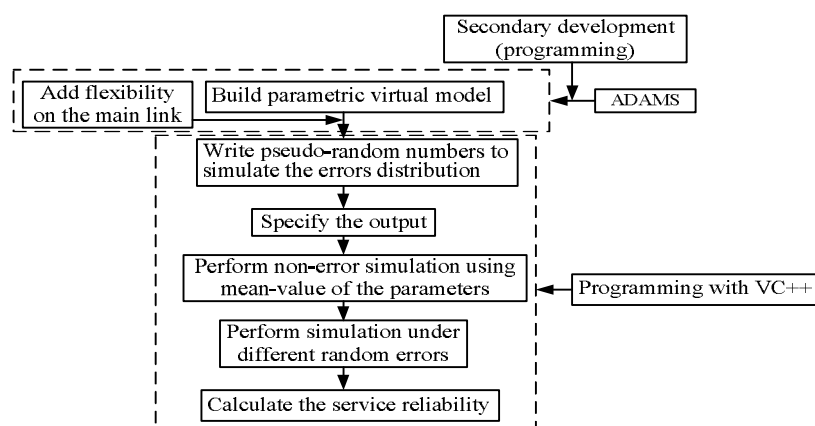 Secondary development
(programming)
Add flexibility
on the main link
Build parametric virtual model
ADAMS
Write pseudo-random numbers to
simulate the errors distribution
Specify the output
Perform non-error simulation using
mean-value of the parameters
Programming with VC++
Perform simulation under
different random errors
Calculate the service reliability